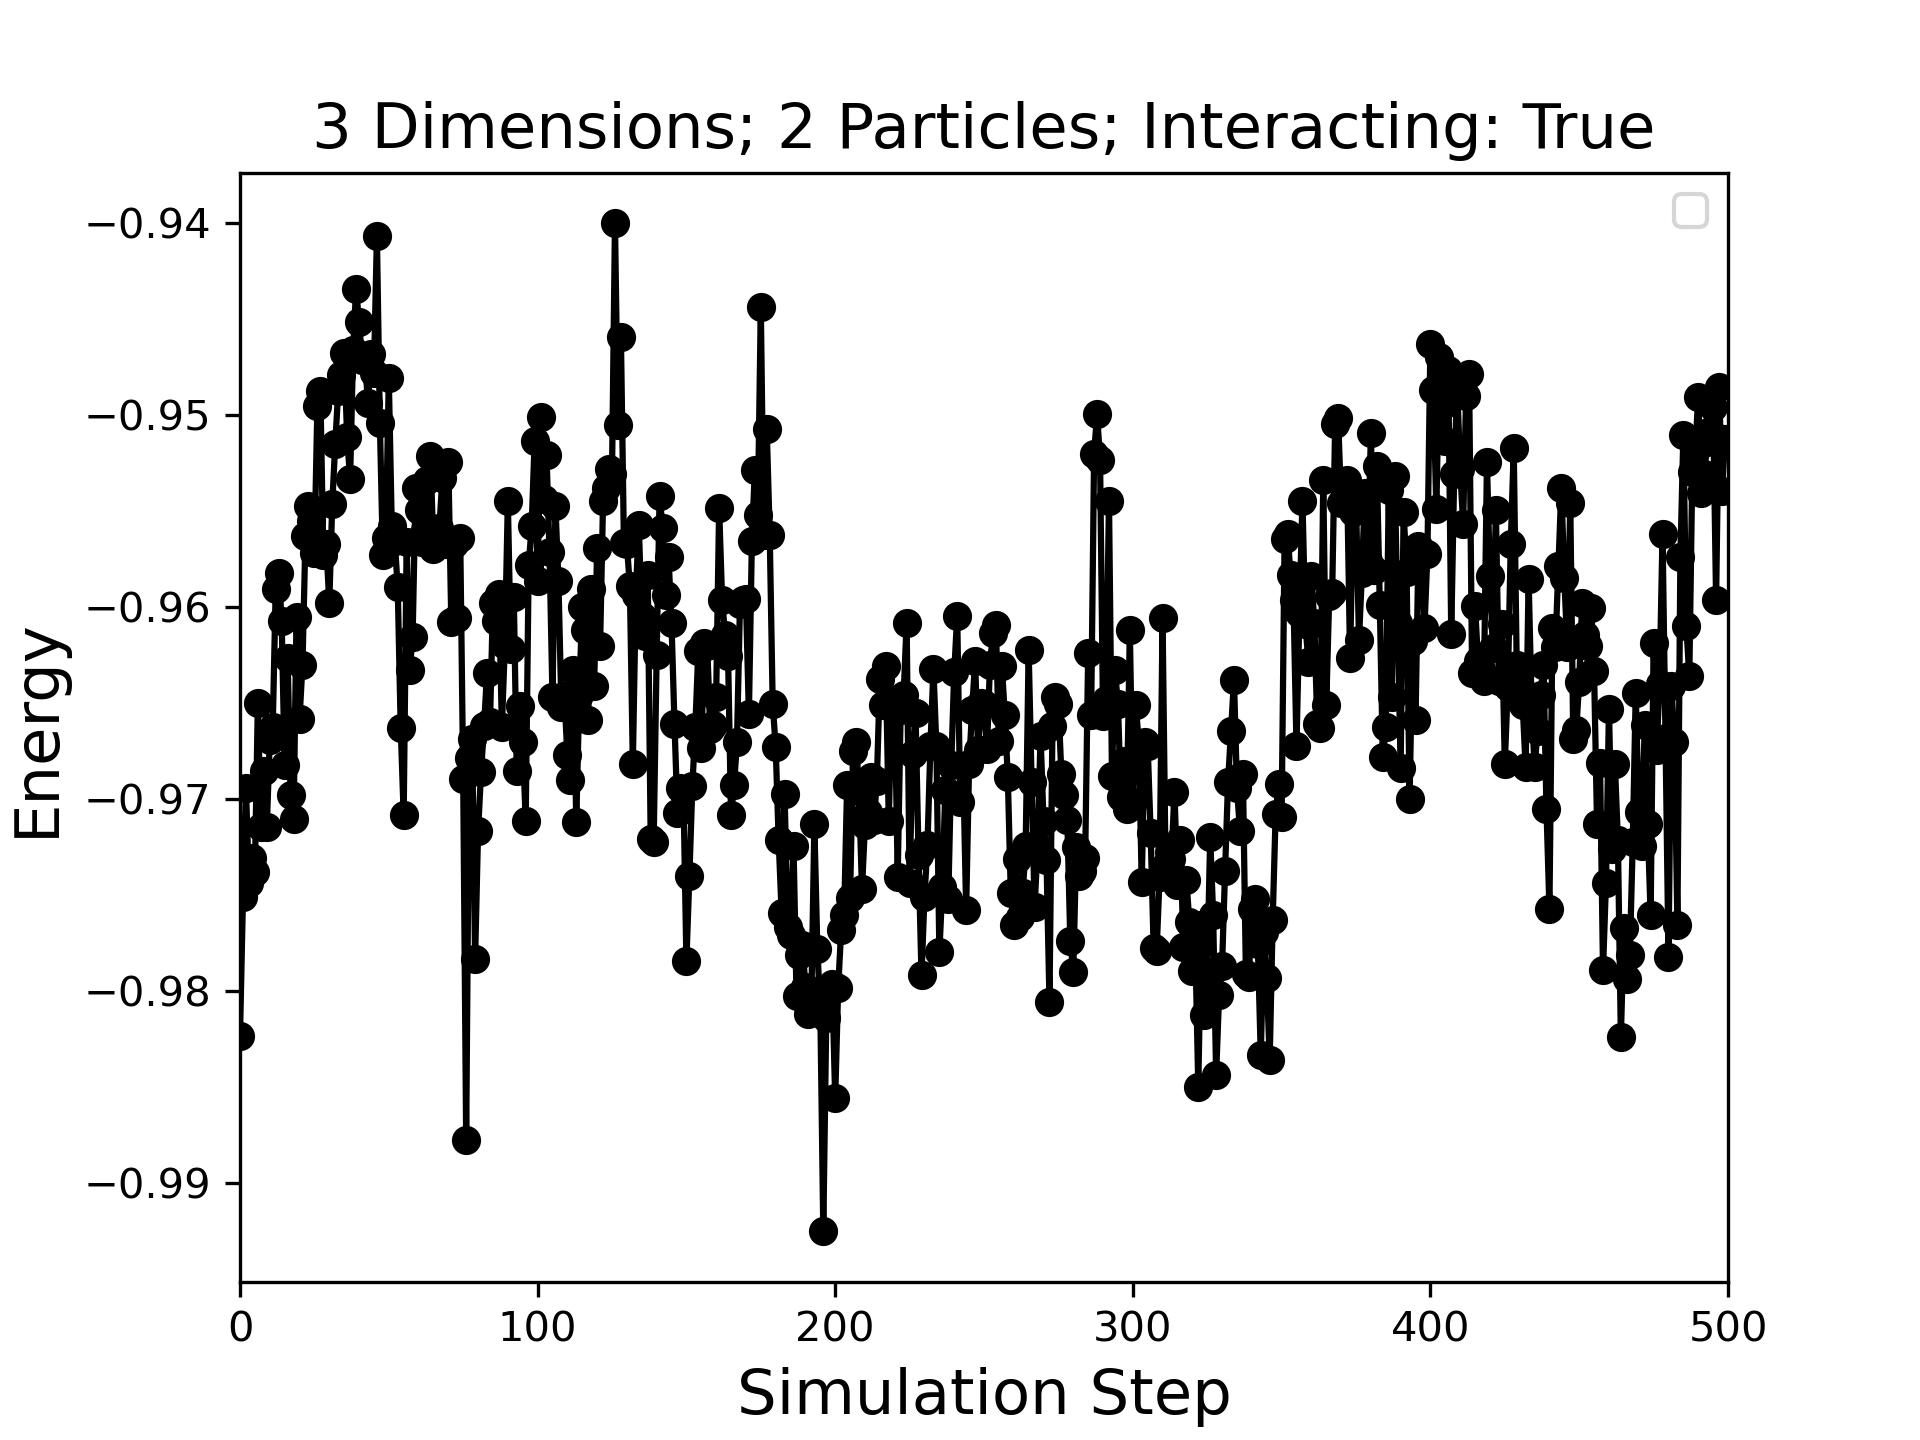 3 Dimensions; 2 Particles; Interacting: True
−0.94
−0.95
−0.96
−0.97
−0.98
−0.99
Energy
0 100 200 300 400 500
Simulation Step